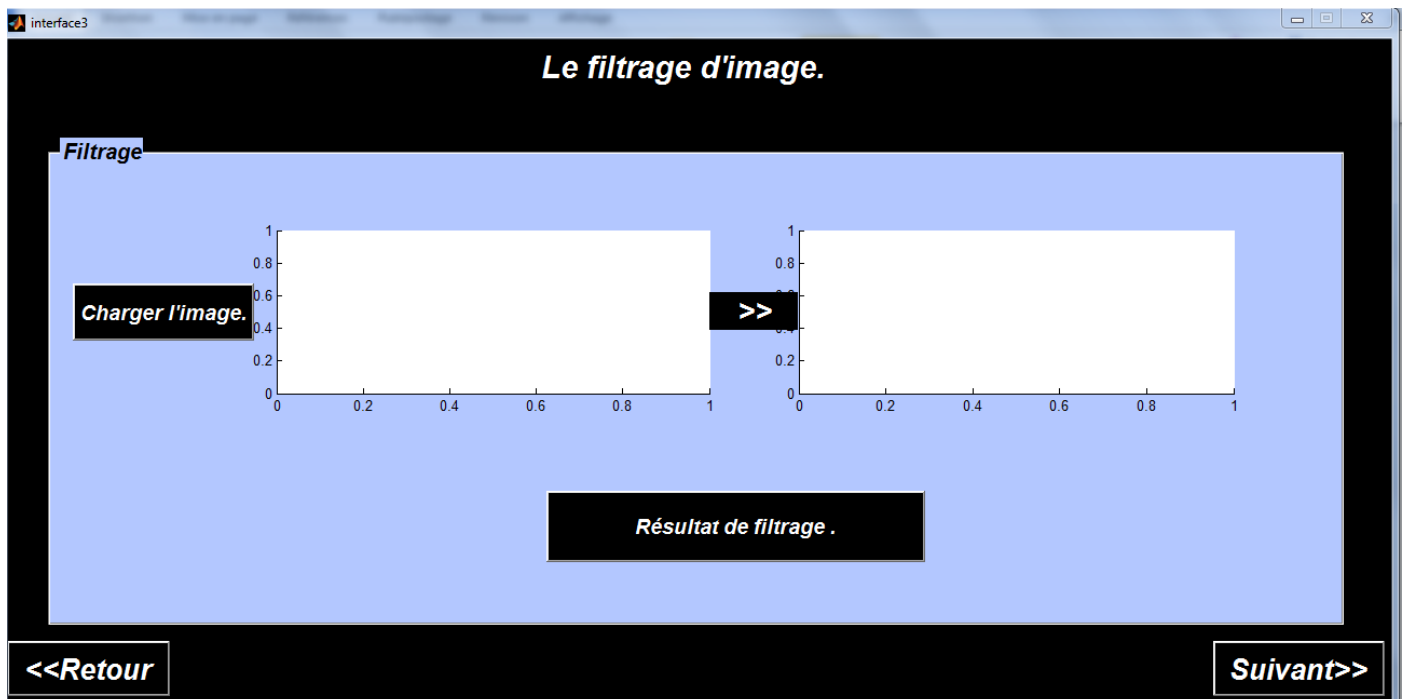 interface3
Le filtrage d'image.
Filtrage
1
0.8
0.6
0.4
0.2
0
0 0.2 0.4 0.6 0.8 1
Charger l'image.
>>
1
0.8
0.2
0
0 0.2 0.4 0.6 0.8 1
Résultat de filtrage .
<<Retour
Suivant>>